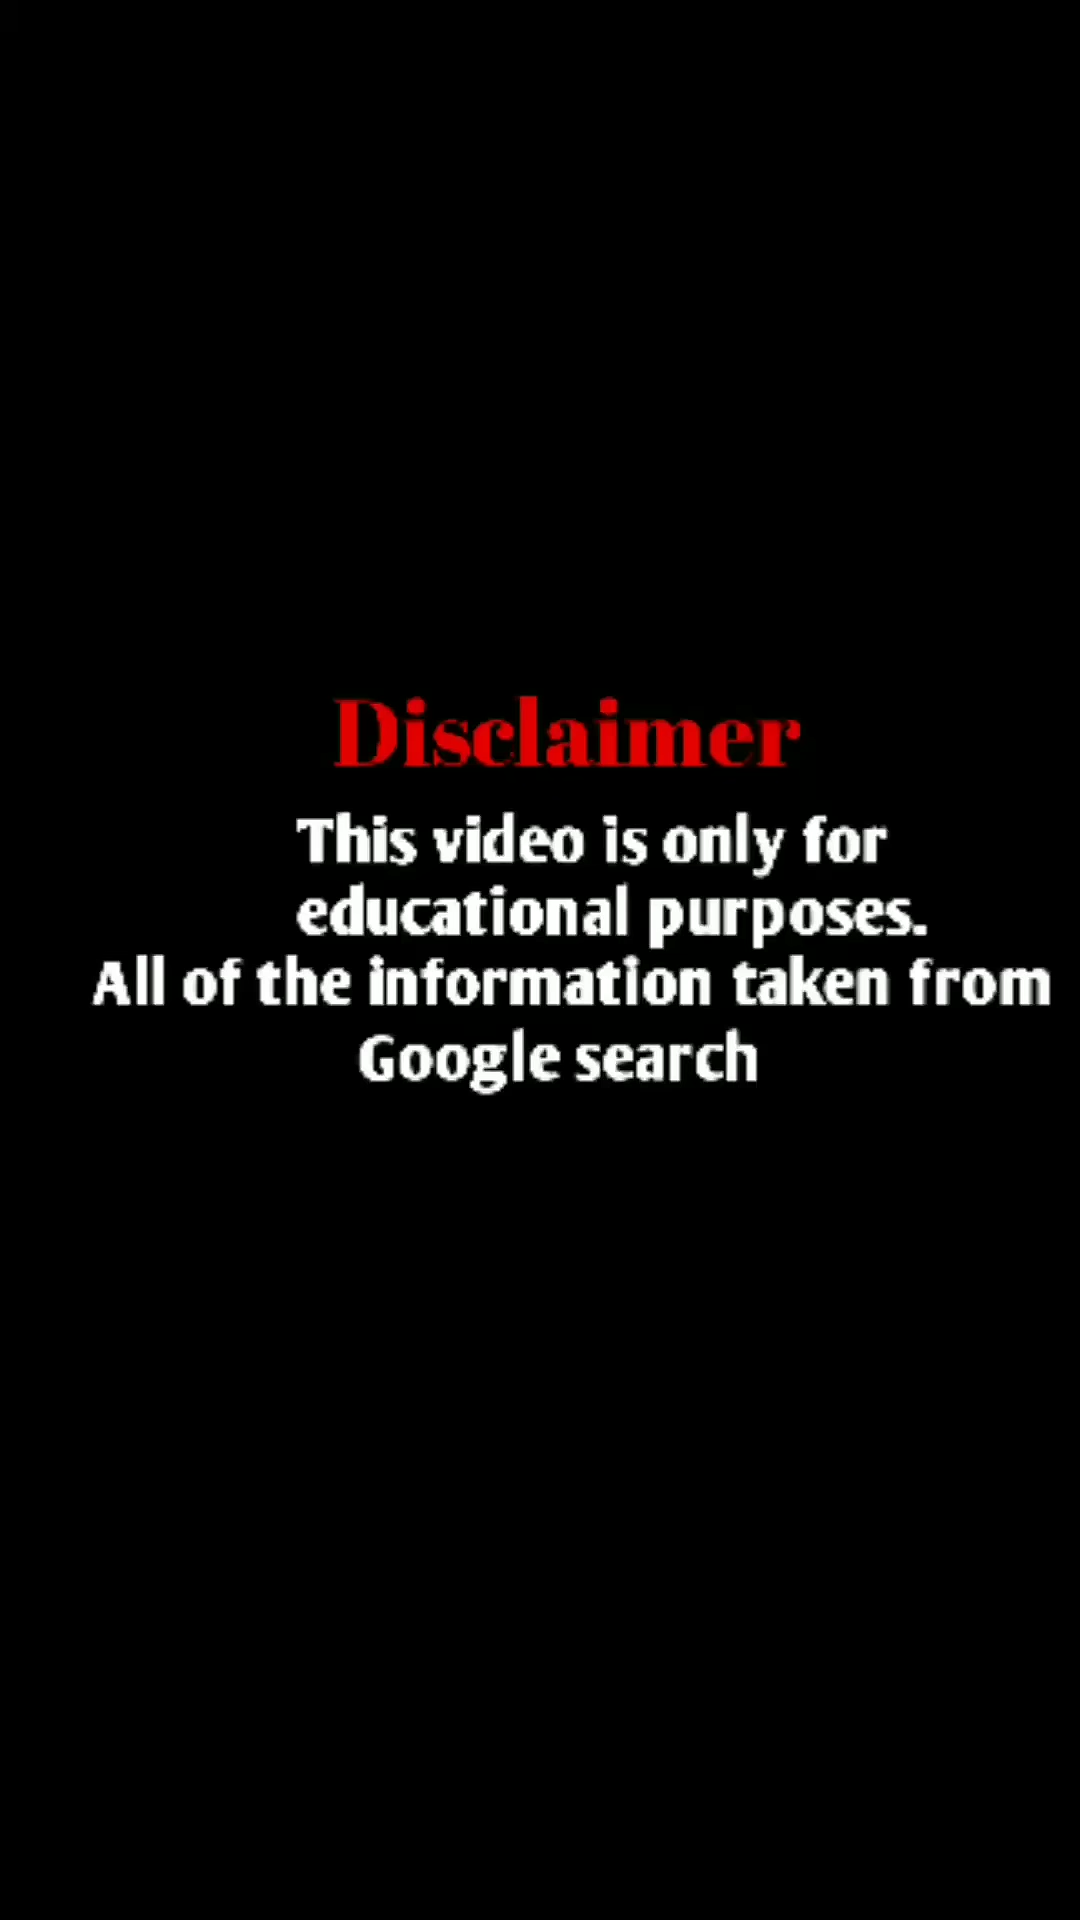 Disclaimer
This video is only for
educational purposes.
All of the information taken from
Google search